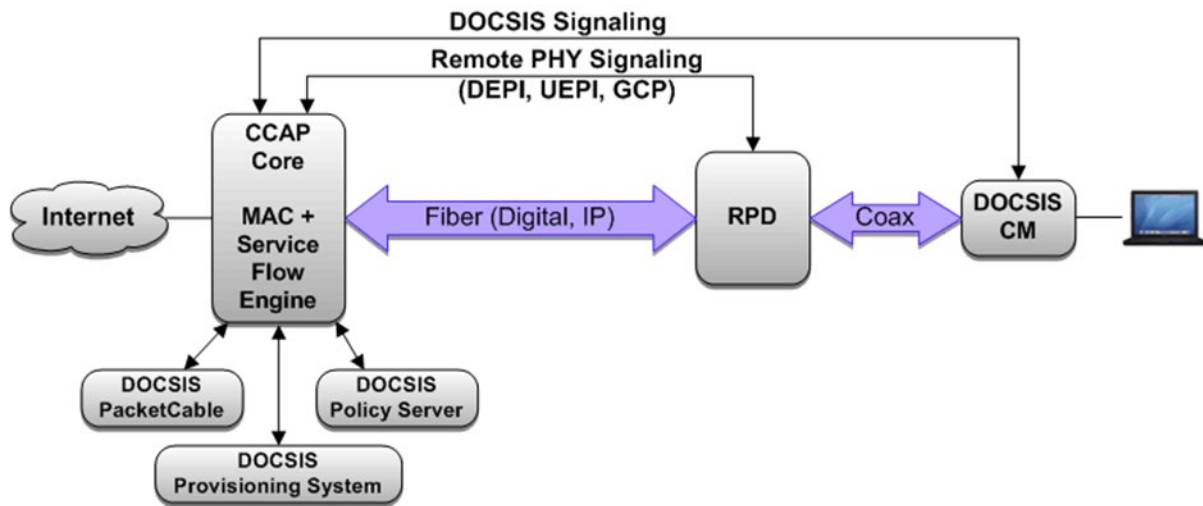 DOCSIS Signaling
Remote PHY Signaling
(DEPI, UEPI, GCP)
Internet
CCAP
Core
MAC +
Service
Flow
Engine
Fiber (Digital, IP)
RPD
Coax
DOCSIS
CM
DOCSIS
PacketCable
DOCSIS
Policy Server
DOCSIS
Provisioning System